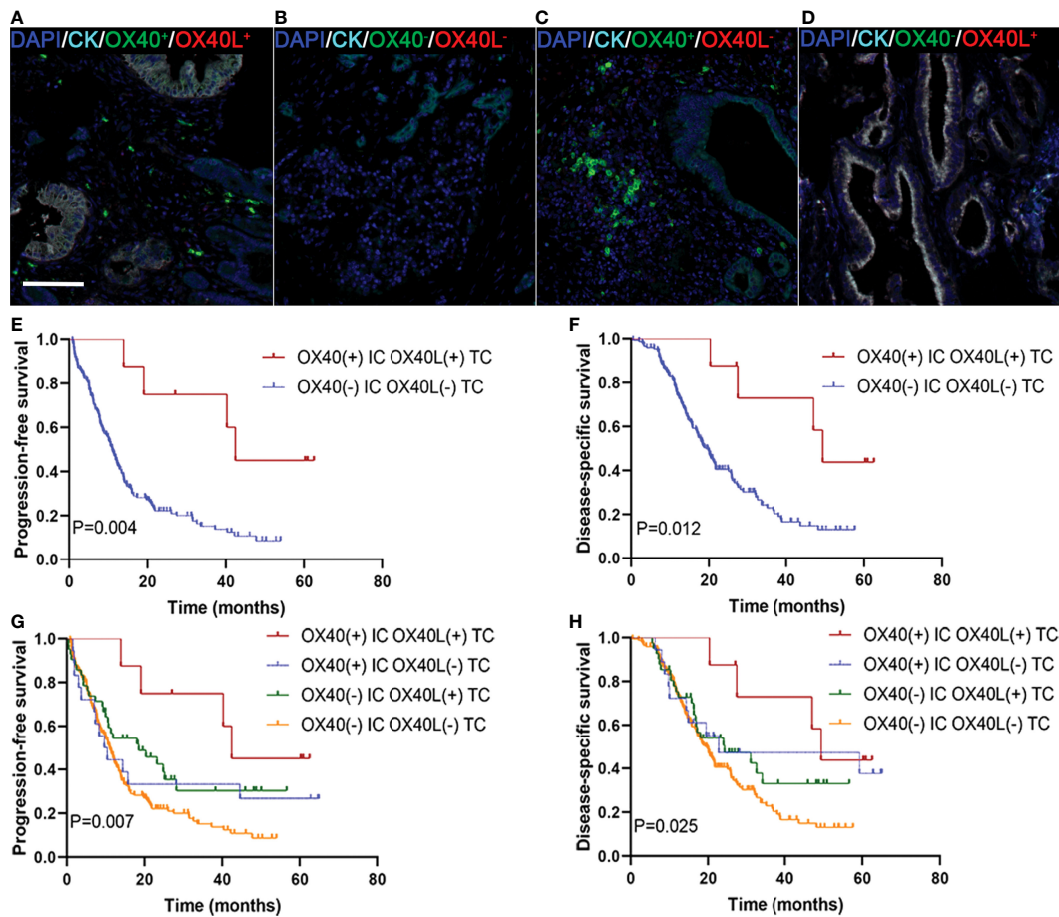 A
DAPI/CK/OX40⁺/OX40L⁺
B
DAPI/CK/OX40⁻/OX40L⁻
C
DAPI/CK/OX40⁺/OX40L⁻
D
DAPI/CK/OX40⁻/OX40L⁺
E
Progression-free survival
1.0
0.8
0.6
0.4
0.2
0.0
0
20
40
60
80
Time (months)
OX40(+) IC OX40L(+) TC
OX40(-) IC OX40L(-) TC
P=0.004
F
Disease-specific survival
1.0
0.8
0.6
0.4
0.2
0.0
0
20
40
60
80
Time (months)
OX40(+) IC OX40L(+) TC
OX40(-) IC OX40L(-) TC
P=0.012
G
Progression-free survival
1.0
0.8
0.6
0.4
0.2
0.0
0
20
40
60
80
Time (months)
OX40(+) IC OX40L(+) TC
OX40(+) IC OX40L(-) TC
OX40(-) IC OX40L(+) TC
OX40(-) IC OX40L(-) TC
P=0.007
H
Disease-specific survival
1.0
0.8
0.6
0.4
0.2
0.0
0
20
40
60
80
Time (months)
OX40(+) IC OX40L(+) TC
OX40(+) IC OX40L(-) TC
OX40(-) IC OX40L(+) TC
OX40(-) IC OX40L(-) TC
P=0.025